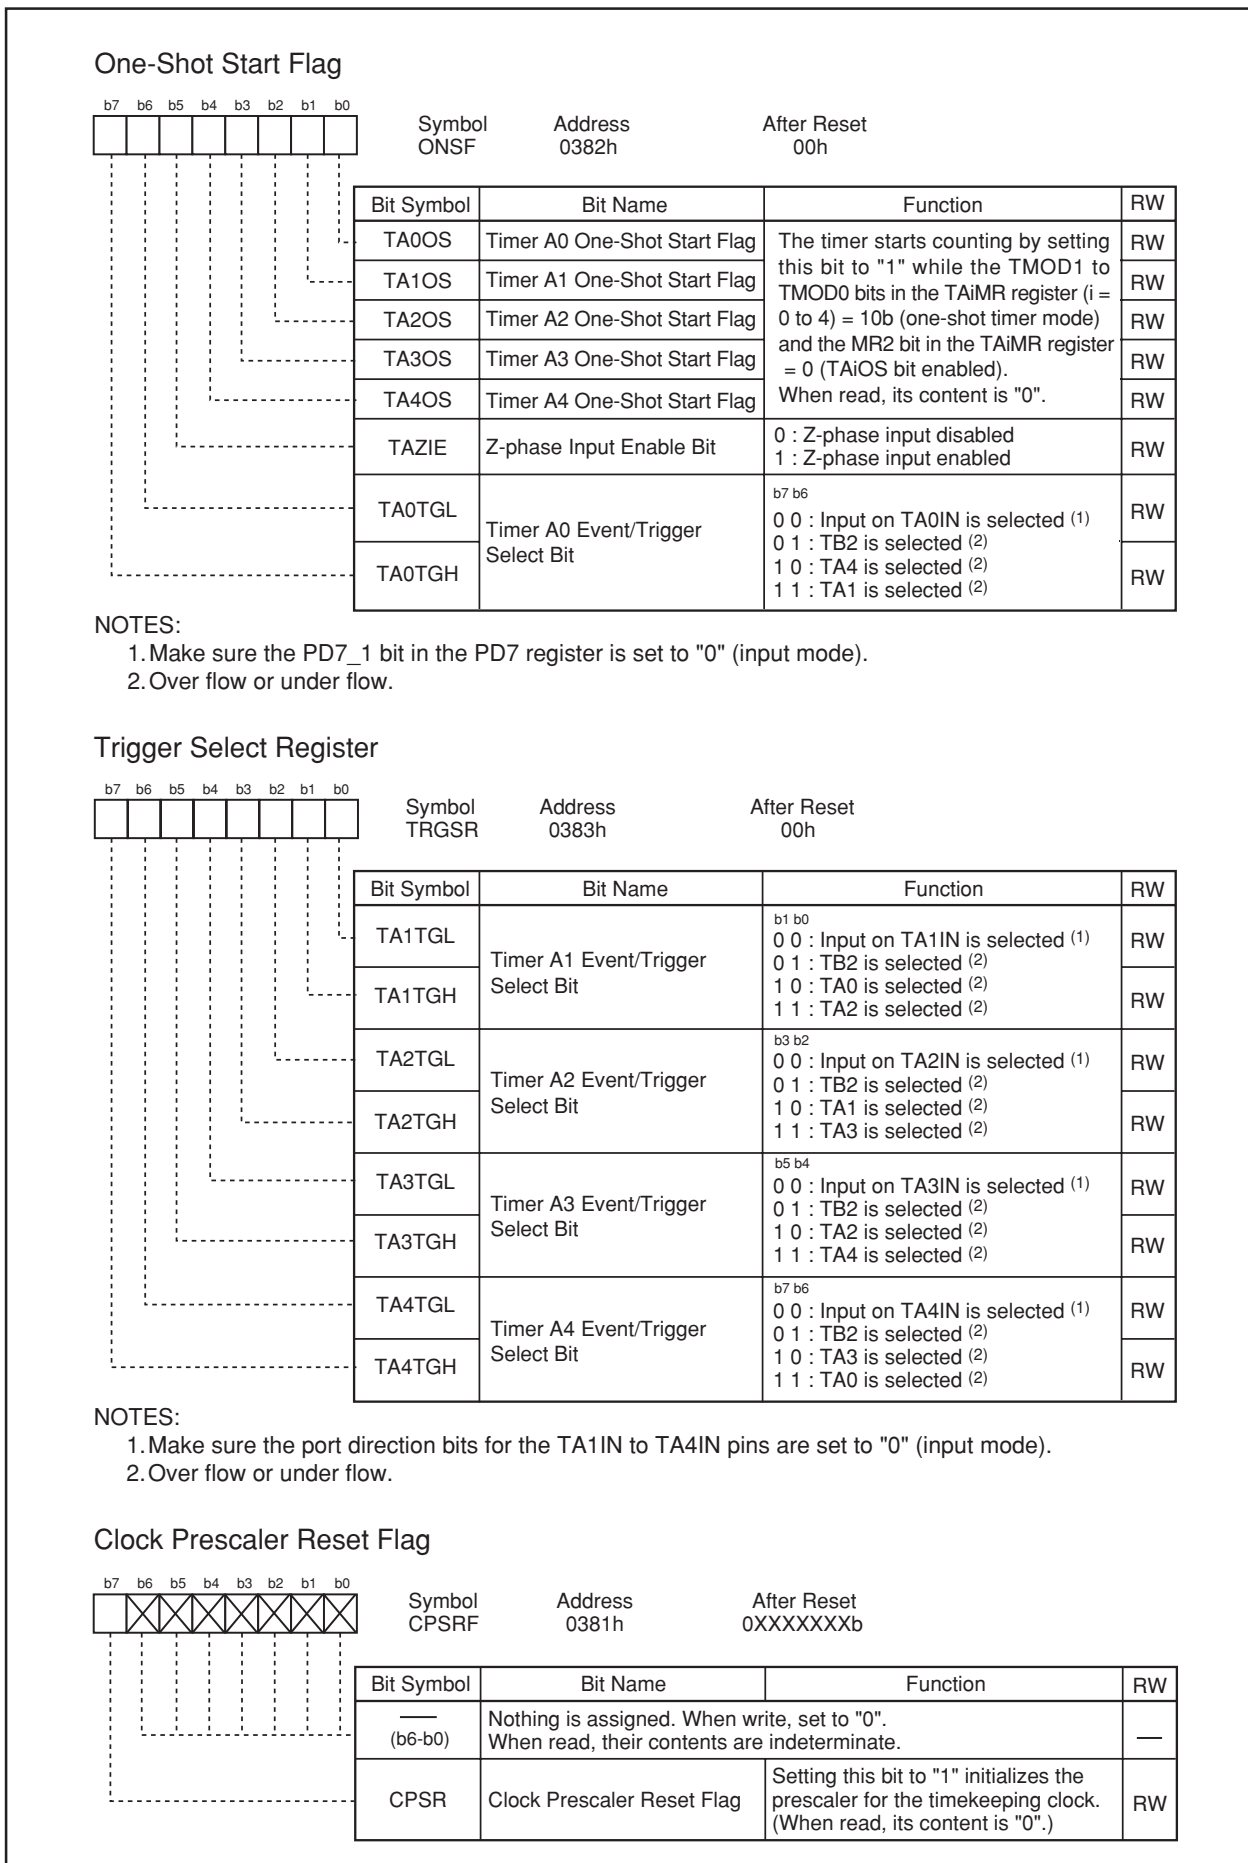 One-Shot Start Flag
b7 b6 b5 b4 b3 b2 b1 b0
Symbol Address After Reset
ONSF 0382h 00h
Bit Symbol Bit Name Function RW
TA0OS Timer A0 One-Shot Start Flag RW
TA1OS Timer A1 One-Shot Start Flag RW
TA2OS Timer A2 One-Shot Start Flag RW
TA3OS Timer A3 One-Shot Start Flag RW
TA4OS Timer A4 One-Shot Start Flag RW
The timer starts counting by setting
this bit to "1" while the TMOD1 to
TMOD0 bits in the TAiMR register (i =
0 to 4) = 10b (one-shot timer mode)
and the MR2 bit in the TAiMR register
= 0 (TAiOS bit enabled).
When read, its content is "0".
TAZIE Z-phase Input Enable Bit RW
0 : Z-phase input disabled
1 : Z-phase input enabled
TA0TGL RW
TA0TGH RW
Timer A0 Event/Trigger
Select Bit
b7 b6
0 0 : Input on TA0IN is selected (1)
0 1 : TB2 is selected (2)
1 0 : TA4 is selected (2)
1 1 : TA1 is selected (2)
NOTES:
1. Make sure the PD7_1 bit in the PD7 register is set to "0" (input mode).
2. Over flow or under flow.
Trigger Select Register
b7 b6 b5 b4 b3 b2 b1 b0
Symbol Address After Reset
TRGSR 0383h 00h
Bit Symbol Bit Name Function RW
TA1TGL RW
TA1TGH RW
Timer A1 Event/Trigger
Select Bit
b1 b0
0 0 : Input on TA1IN is selected (1)
0 1 : TB2 is selected (2)
1 0 : TA0 is selected (2)
1 1 : TA2 is selected (2)
TA2TGL RW
TA2TGH RW
Timer A2 Event/Trigger
Select Bit
b3 b2
0 0 : Input on TA2IN is selected (1)
0 1 : TB2 is selected (2)
1 0 : TA1 is selected (2)
1 1 : TA3 is selected (2)
TA3TGL RW
TA3TGH RW
Timer A3 Event/Trigger
Select Bit
b5 b4
0 0 : Input on TA3IN is selected (1)
0 1 : TB2 is selected (2)
1 0 : TA2 is selected (2)
1 1 : TA4 is selected (2)
TA4TGL RW
TA4TGH RW
Timer A4 Event/Trigger
Select Bit
b7 b6
0 0 : Input on TA4IN is selected (1)
0 1 : TB2 is selected (2)
1 0 : TA3 is selected (2)
1 1 : TA0 is selected (2)
NOTES:
1. Make sure the port direction bits for the TA1IN to TA4IN pins are set to "0" (input mode).
2. Over flow or under flow.
Clock Prescaler Reset Flag
b7 b6 b5 b4 b3 b2 b1 b0
Symbol Address After Reset
CPSRF 0381h 0XXXXXXXb
Bit Symbol Bit Name Function RW
— (b6-b0) —
Nothing is assigned. When write, set to "0".
When read, their contents are indeterminate.
CPSR Clock Prescaler Reset Flag RW
Setting this bit to "1" initializes the
prescaler for the timekeeping clock.
(When read, its content is "0".)